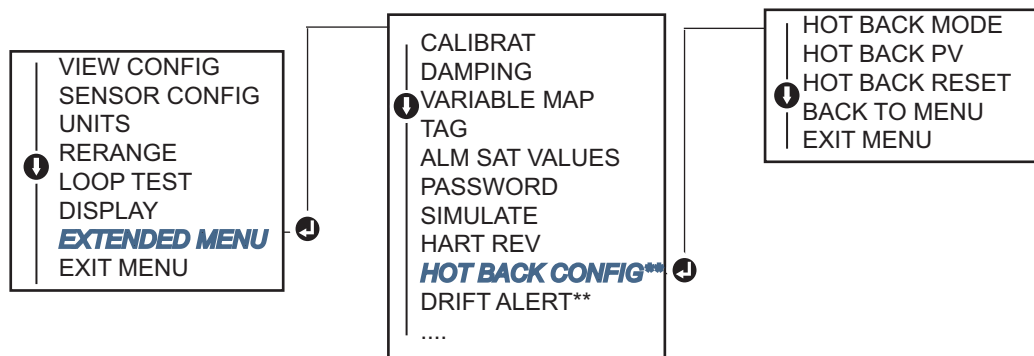 VIEW CONFIG
SENSOR CONFIG
UNITS
RERANGE
LOOP TEST
DISPLAY
EXTENDED MENU
EXIT MENU
CALIBRAT
DAMPING
VARIABLE MAP
TAG
ALM SAT VALUES
PASSWORD
SIMULATE
HART REV
HOT BACK CONFIG**
DRIFT ALERT**
....
HOT BACK MODE
HOT BACK PV
HOT BACK RESET
BACK TO MENU
EXIT MENU